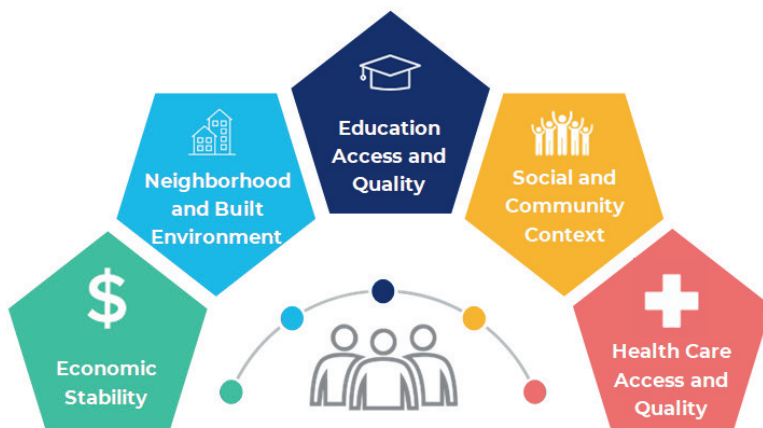 Economic
Stability
$
Neighborhood
and Built
Environment
Education
Access and
Quality
Social and
Community
Context
Health Care
Access and
Quality